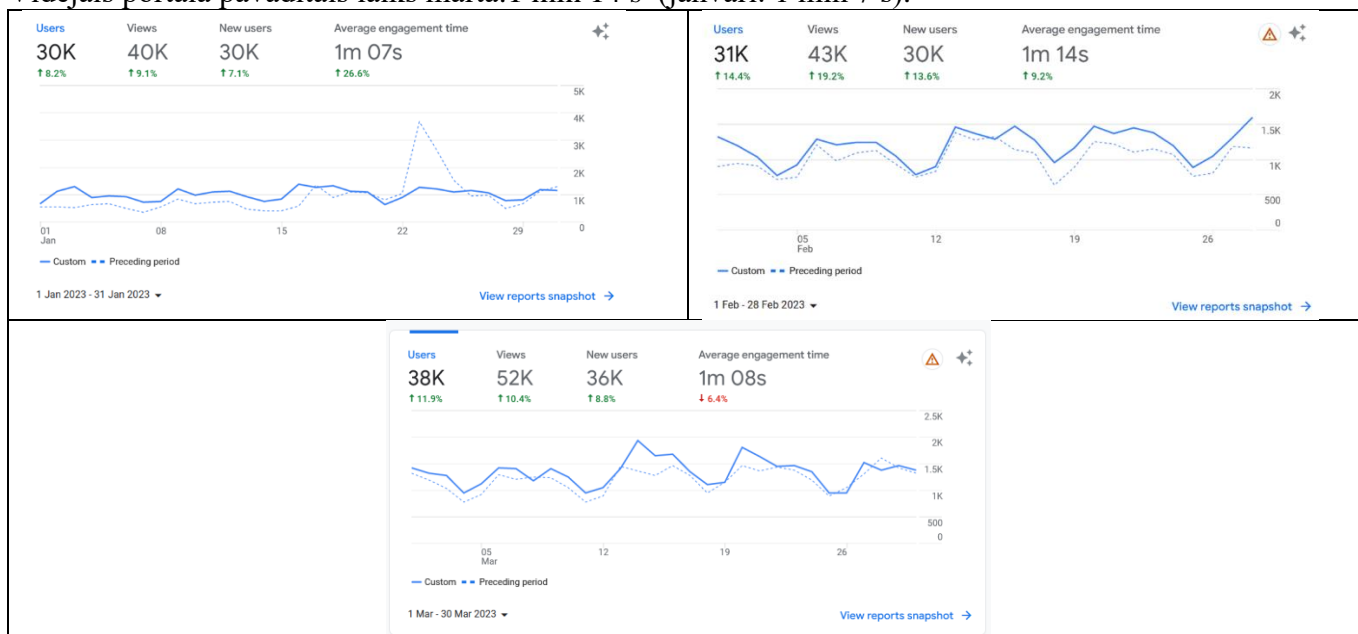 Vidējais portālā pavadītais laiks martā:1 min 14 s (janvārī: 1 min 7 s).
Users Views New users Average engagement time
30K 40K 30K 1m 07s
↑ 8.2% ↑ 9.1% ↑ 7.1% ↑ 26.6%
5K
4K
3K
2K
1K
0
01 08 15 22 29
Jan
Custom Preceding period
1 Jan 2023 - 31 Jan 2023
View reports snapshot →
Users Views New users Average engagement time
31K 43K 30K 1m 14s
↑ 14.4% ↑ 19.2% ↑ 13.6% ↑ 9.2%
2K
1.5K
1K
500
0
05 12 19 26
Feb
Custom Preceding period
1 Feb - 28 Feb 2023
View reports snapshot →
Users Views New users Average engagement time
38K 52K 36K 1m 08s
↑ 11.9% ↑ 10.4% ↑ 8.8% ↓ 6.4%
2.5K
2K
1.5K
1K
500
0
05 12 19 26
Mar
Custom Preceding period
1 Mar - 30 Mar 2023
View reports snapshot →